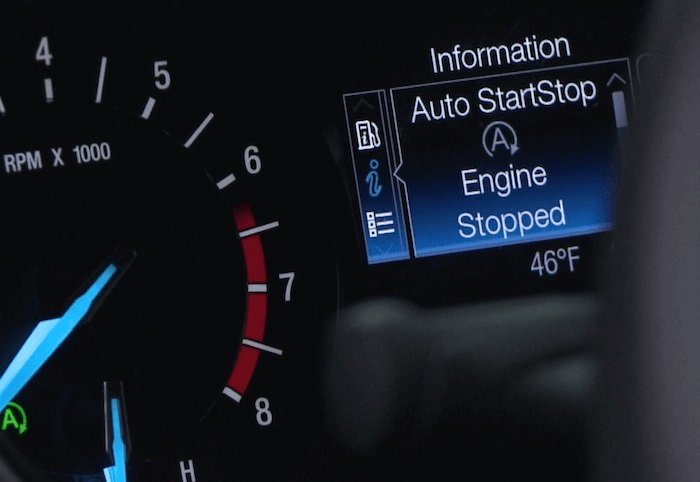 Information
Auto StartStop
A
Engine
Stopped
46°F
4
5
6
7
8
RPM X 1000
A
H